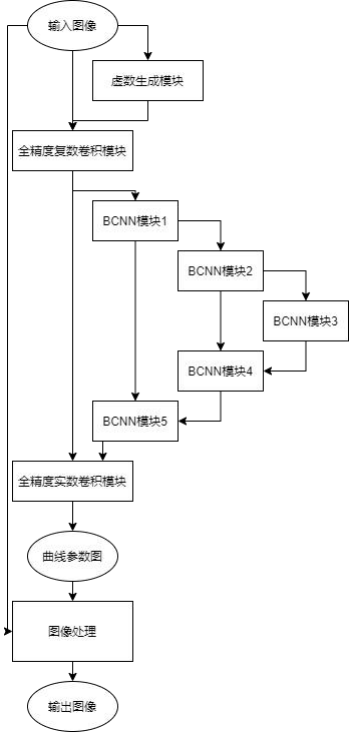 输入图像
虚数生成模块
全精度复数卷积模块
BCNN模块1
BCNN模块2
BCNN模块3
BCNN模块4
BCNN模块5
全精度实数卷积模块
曲线参数图
图像处理
输出图像